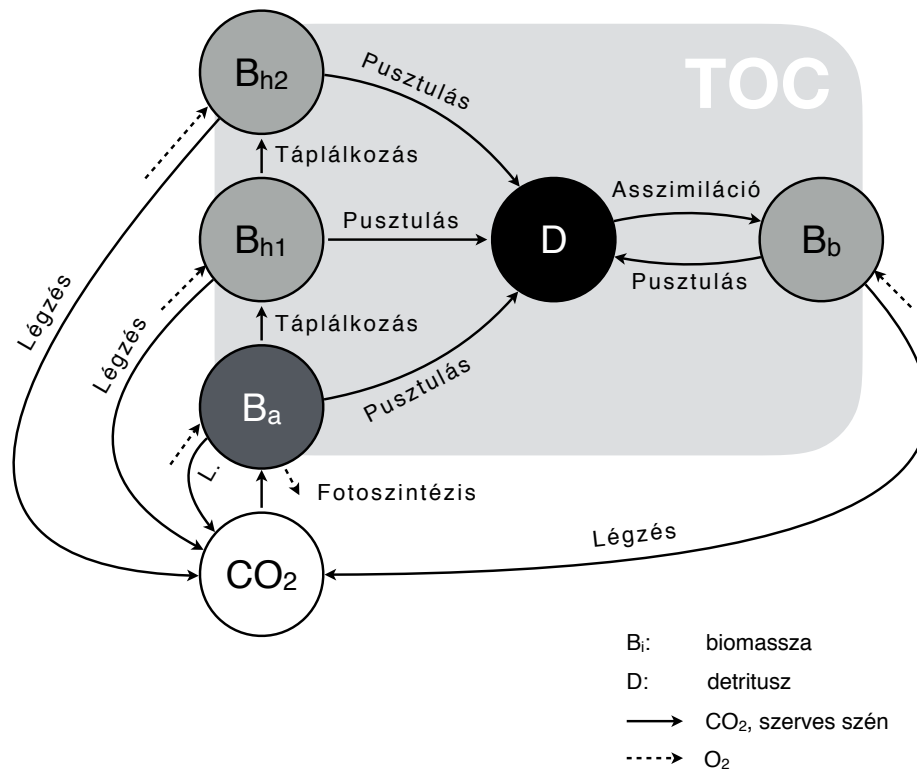 TOC
Bh2
Pusztulás
Táplálkozás
Asszimiláció
Bh1
Pusztulás
D
Bb
Pusztulás
Légzés
Légzés
Táplálkozás
Ba
Pusztulás
L.
Fotoszintézis
Légzés
CO2
Bi: biomassza
D: detritusz
CO2, szerves szén
O2